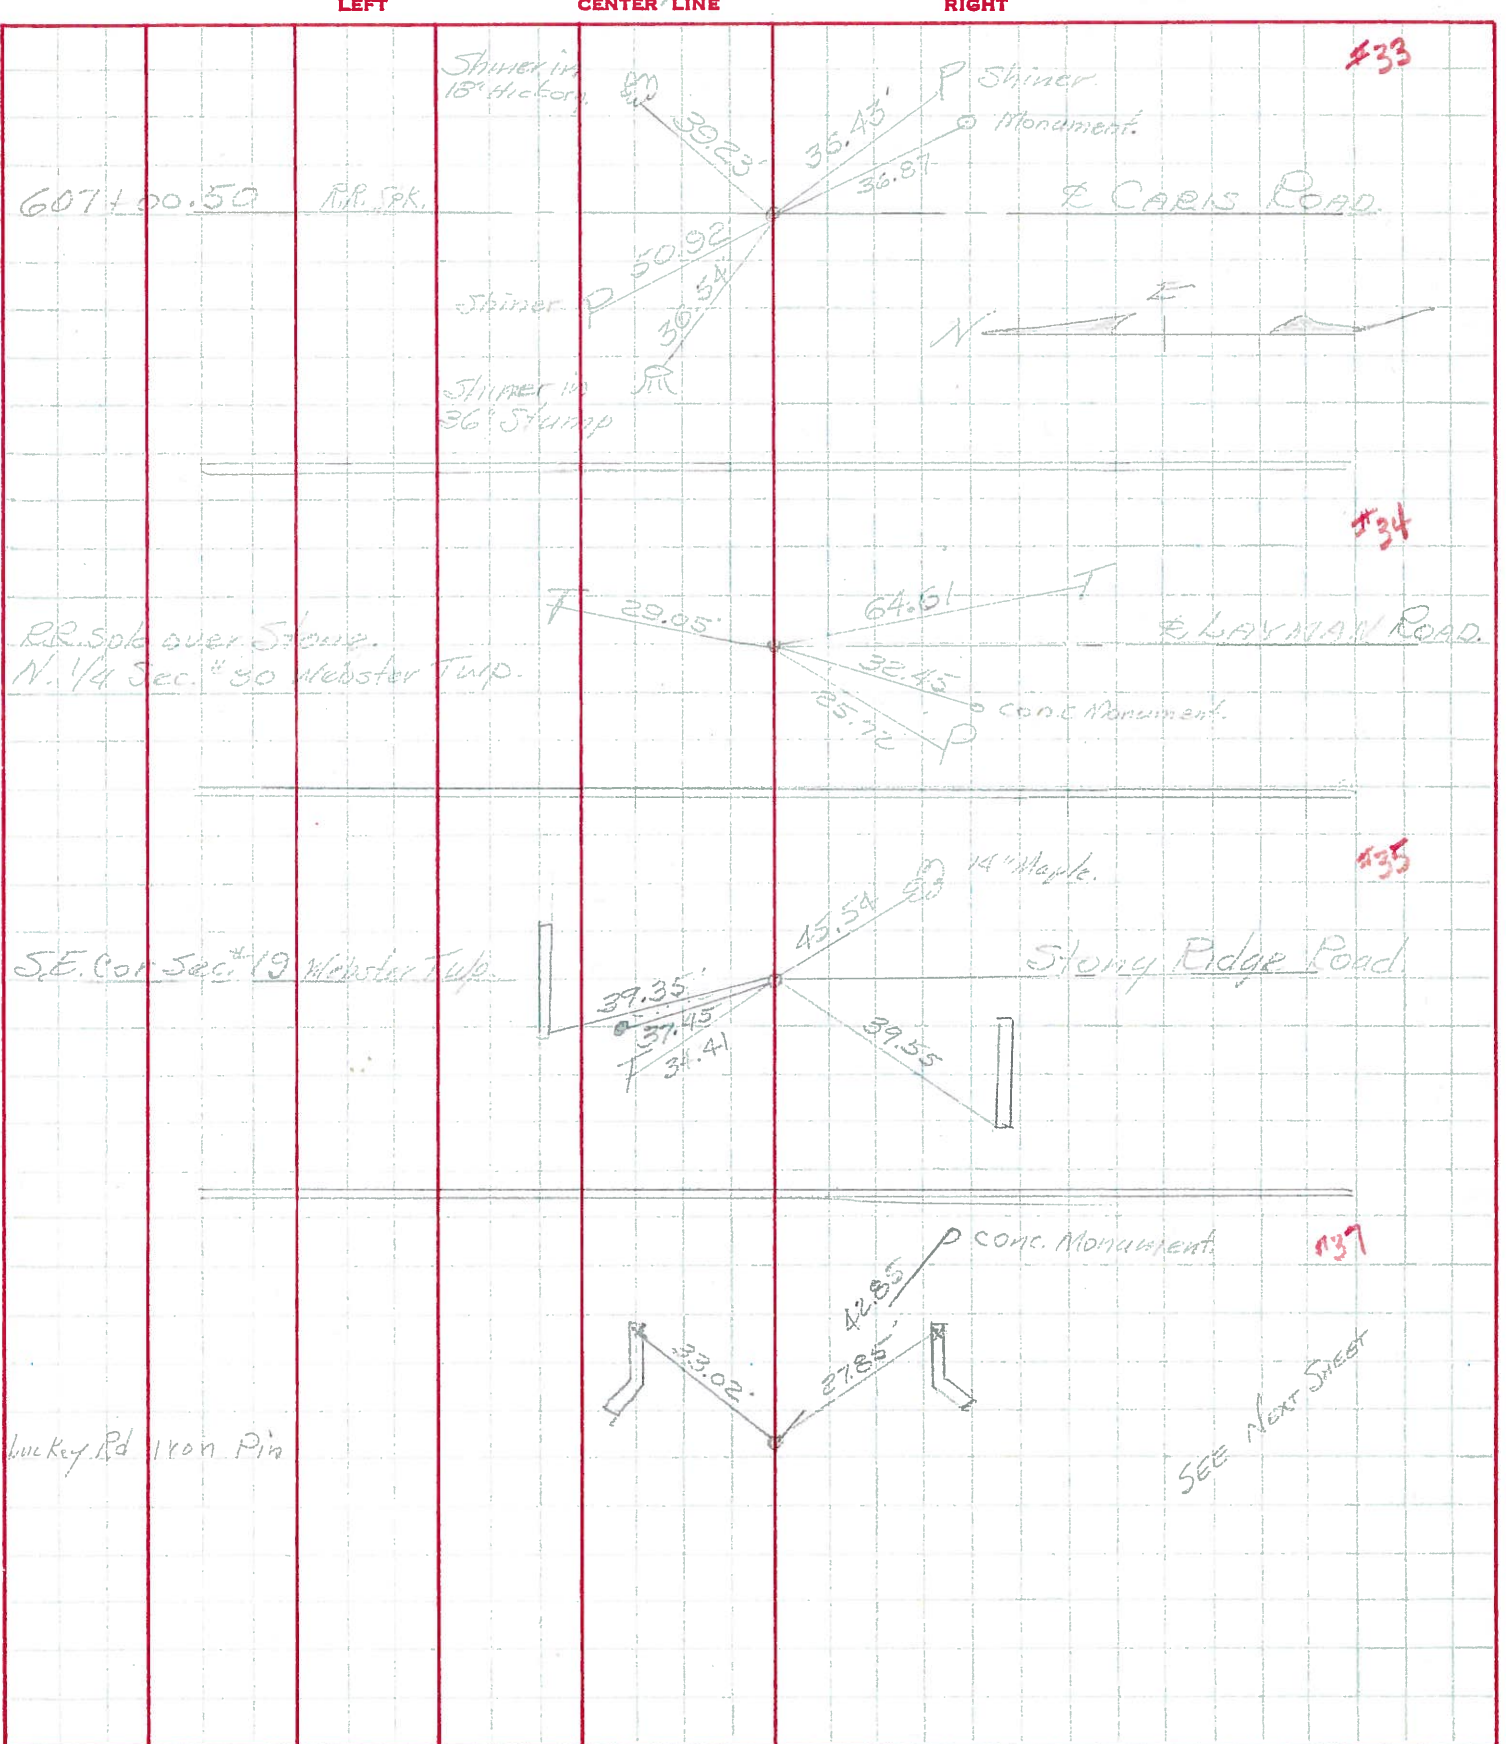 LEFT CENTER LINE RIGHT
#33
Shiner in
18" Hickory
39.23
36.87
P Shiner
Monument.
607+00.50 R.R. Spk.
℄ CARIS ROAD.
50.92
36.54'
Shiner P
N
Shiner in
36" Stump
#34
T 29.05'
64.61
T
R.R. Spk over Stone.
N. 1/4 Sec. #30 Webster Twp.
℄ LAYMAN ROAD.
32.45
25.72
Conc Monument.
P
#35
14" Maple.
45.54
S.E. Cor Sec. #19 Webster Twp.
Stony Ridge Road.
39.35'
37.45
T 34.41
39.55
#37
P Conc. Monument.
42.85
33.02
27.85'
Luckey Rd Iron Pin
SEE NEXT SHEET